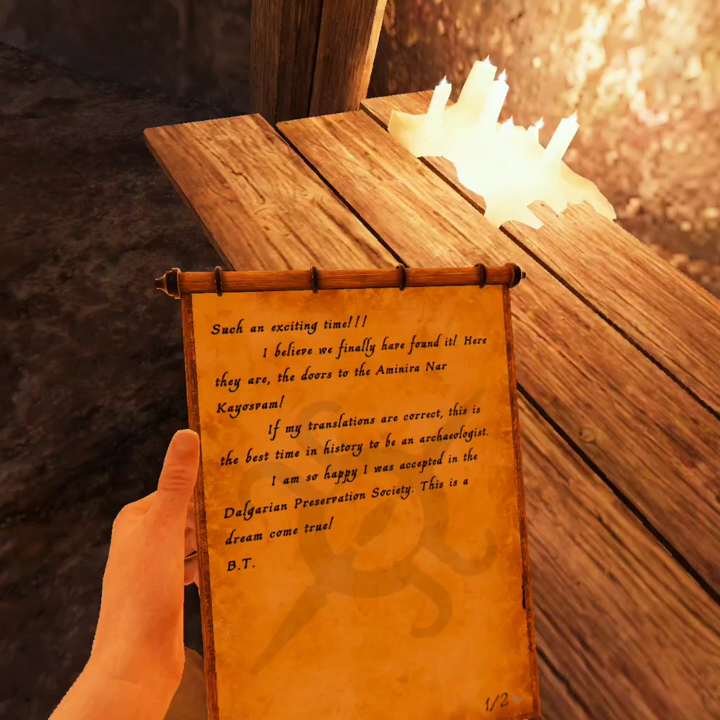 Such an exciting time!!!
I believe we finally have found it! Here
they are, the doors to the Aminira Nar
Kayosvam!
If my translations are correct, this is
the best time in history to be an archaeologist.
I am so happy I was accepted in the
Dalgarian Preservation Society. This is a
dream come true!
B.T.
1/2